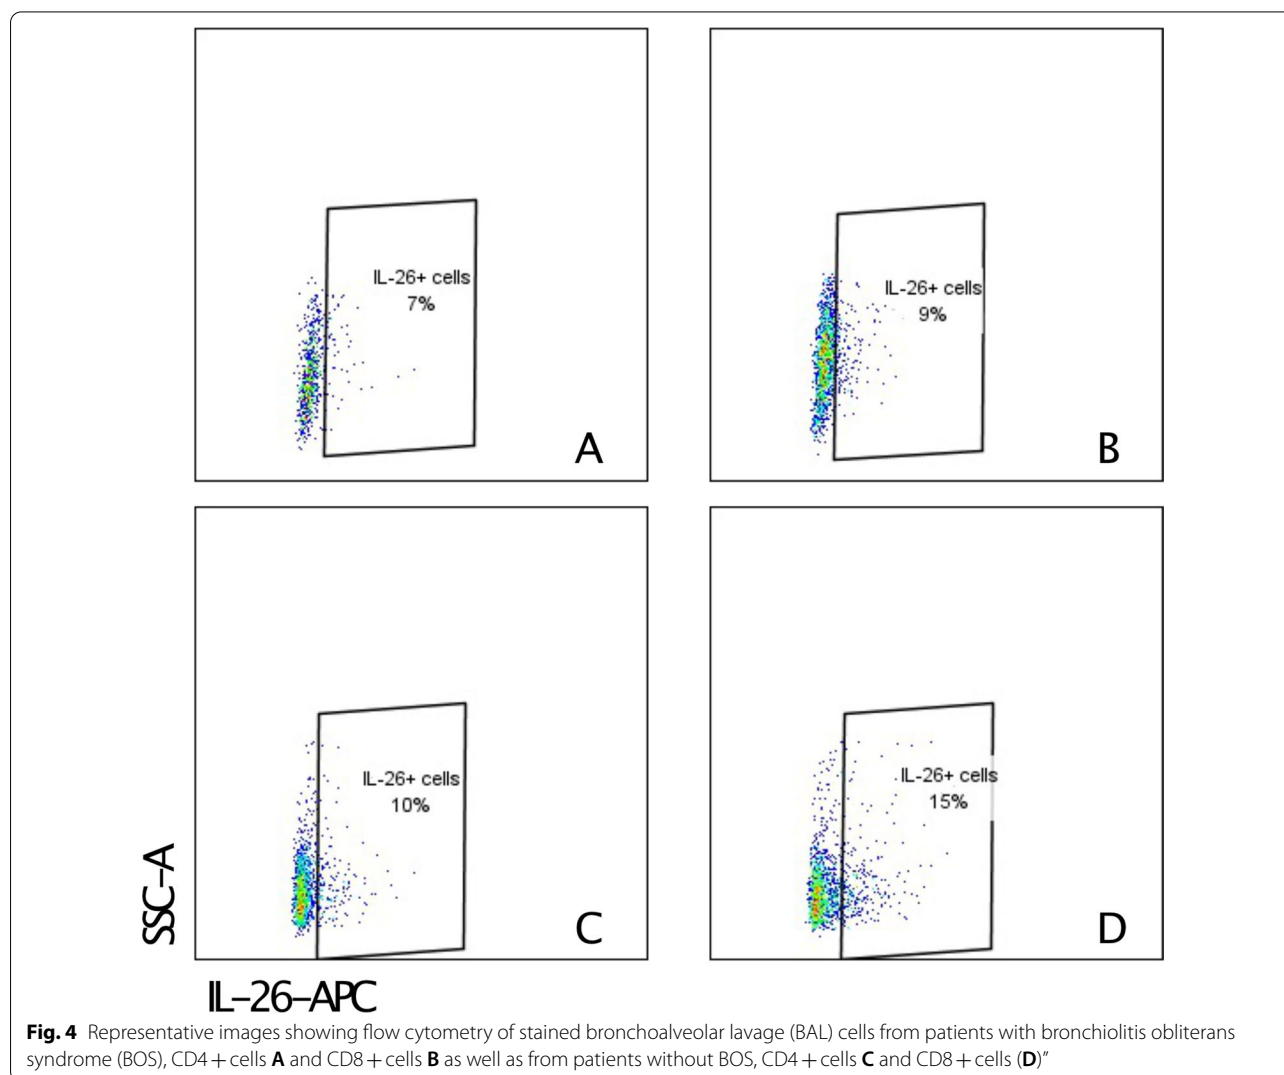 IL-26+ cells
7%
A
IL-26+ cells
9%
B
IL-26+ cells
10%
C
IL-26+ cells
15%
D
SSC–A
IL–26–APC
Fig. 4 Representative images showing flow cytometry of stained bronchoalveolar lavage (BAL) cells from patients with bronchiolitis obliterans
syndrome (BOS), CD4 + cells A and CD8 + cells B as well as from patients without BOS, CD4 + cells C and CD8 + cells (D)”